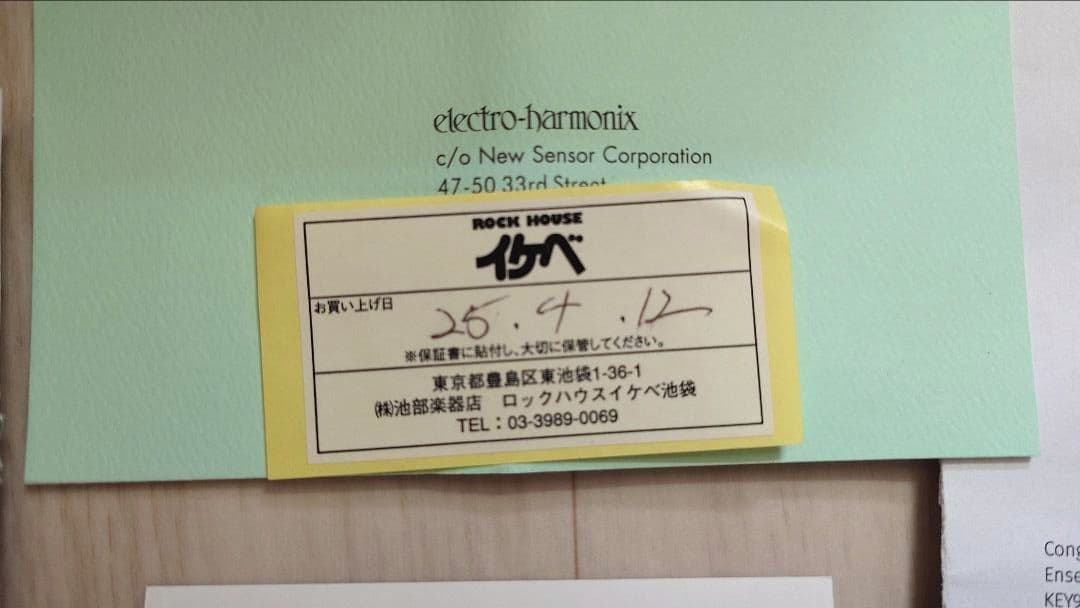 electro-harmonix
c/o New Sensor Corporation
47-50 33rd Street
ROCK HOUSE
イケベ
お買い上げ日
25.4.12
※保証書に貼付し、大切に保管してください。
東京都豊島区東池袋1-36-1
㈱池部楽器店 ロックハウスイケベ池袋
TEL：03-3989-0069
Cong
Ense
KEY9